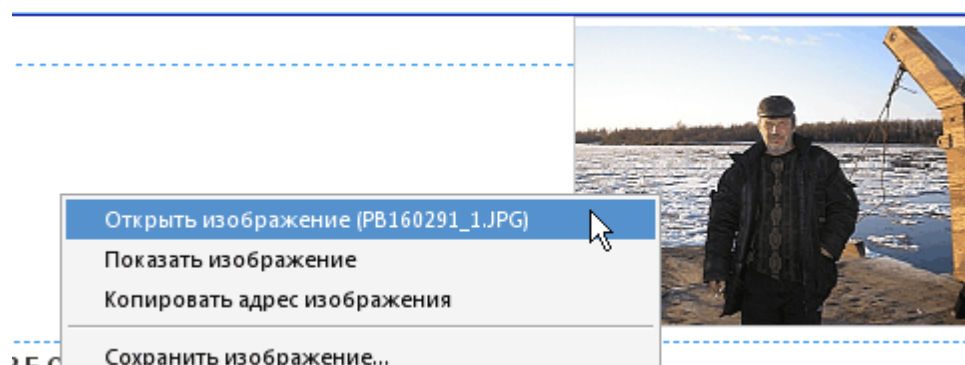 Открыть изображение (PB160291_1.JPG)
Показать изображение
Копировать адрес изображения
Сохранить изображение...